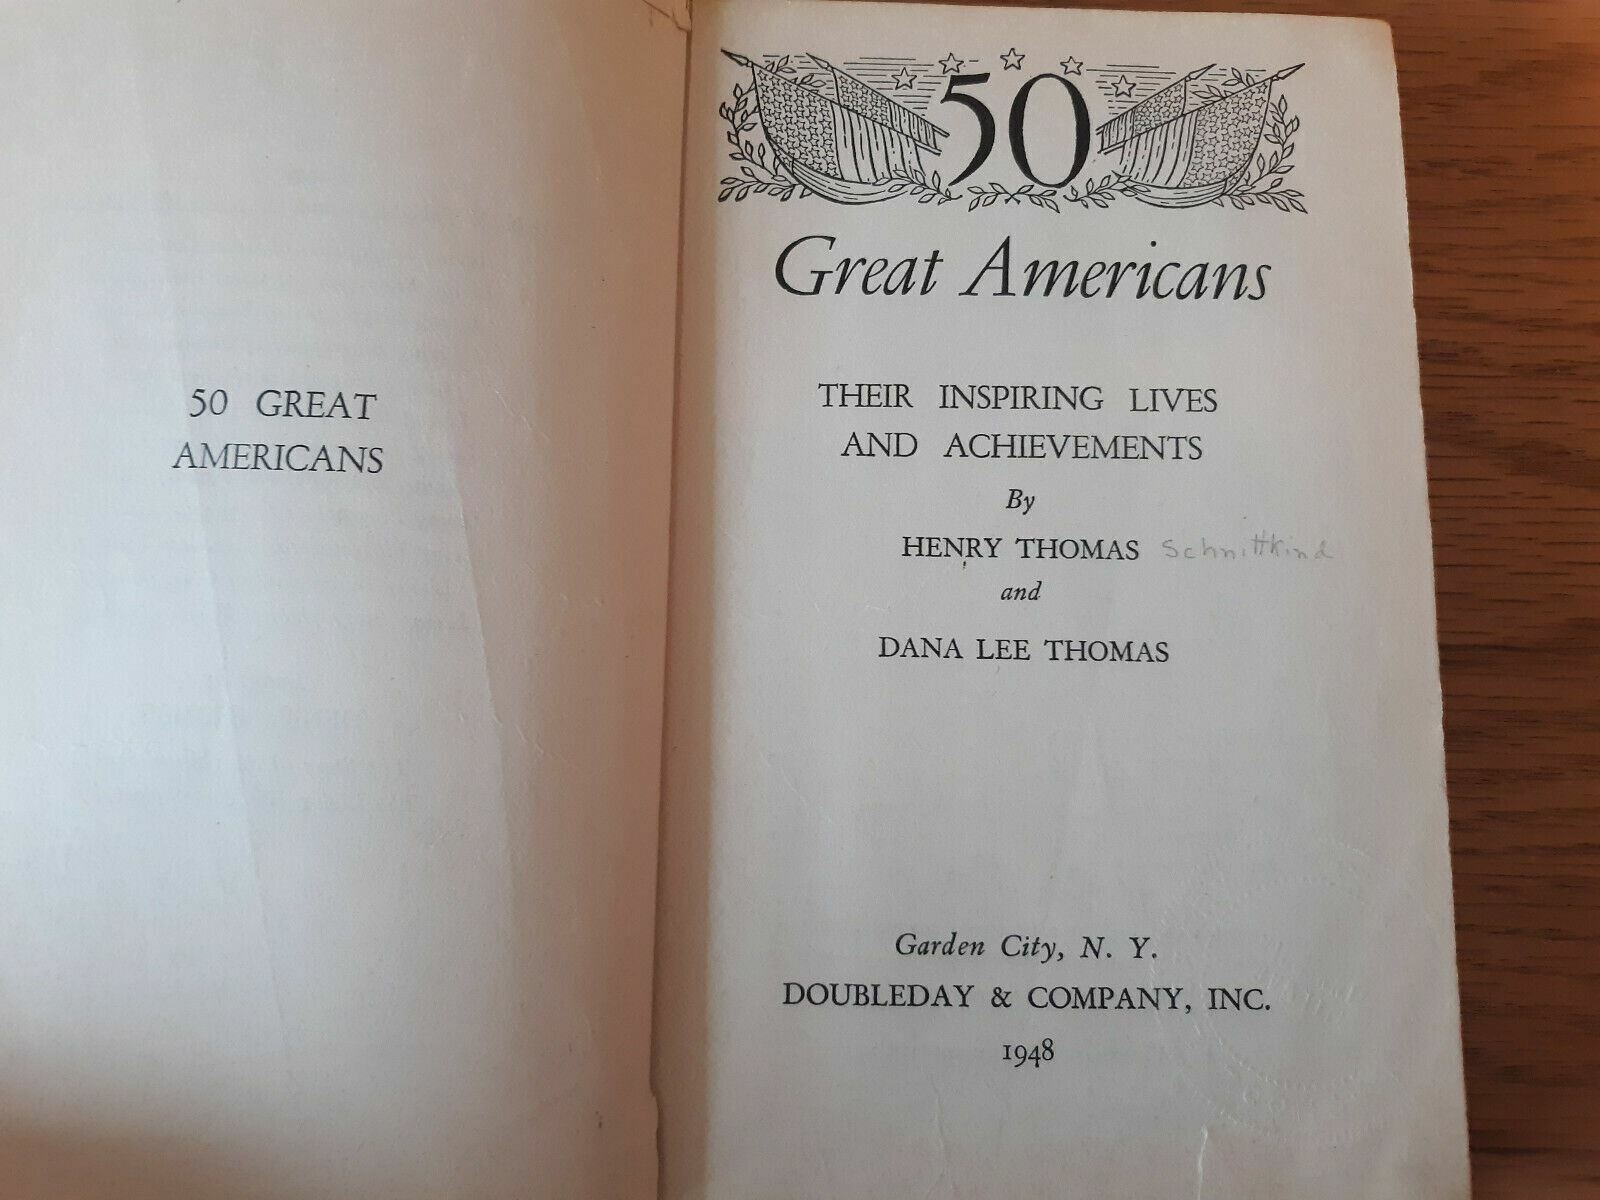 50 GREAT
AMERICANS
50
Great Americans
THEIR INSPIRING LIVES
AND ACHIEVEMENTS
By
HENRY THOMAS Schnittkind
and
DANA LEE THOMAS
Garden City, N. Y.
DOUBLEDAY & COMPANY, INC.
1948